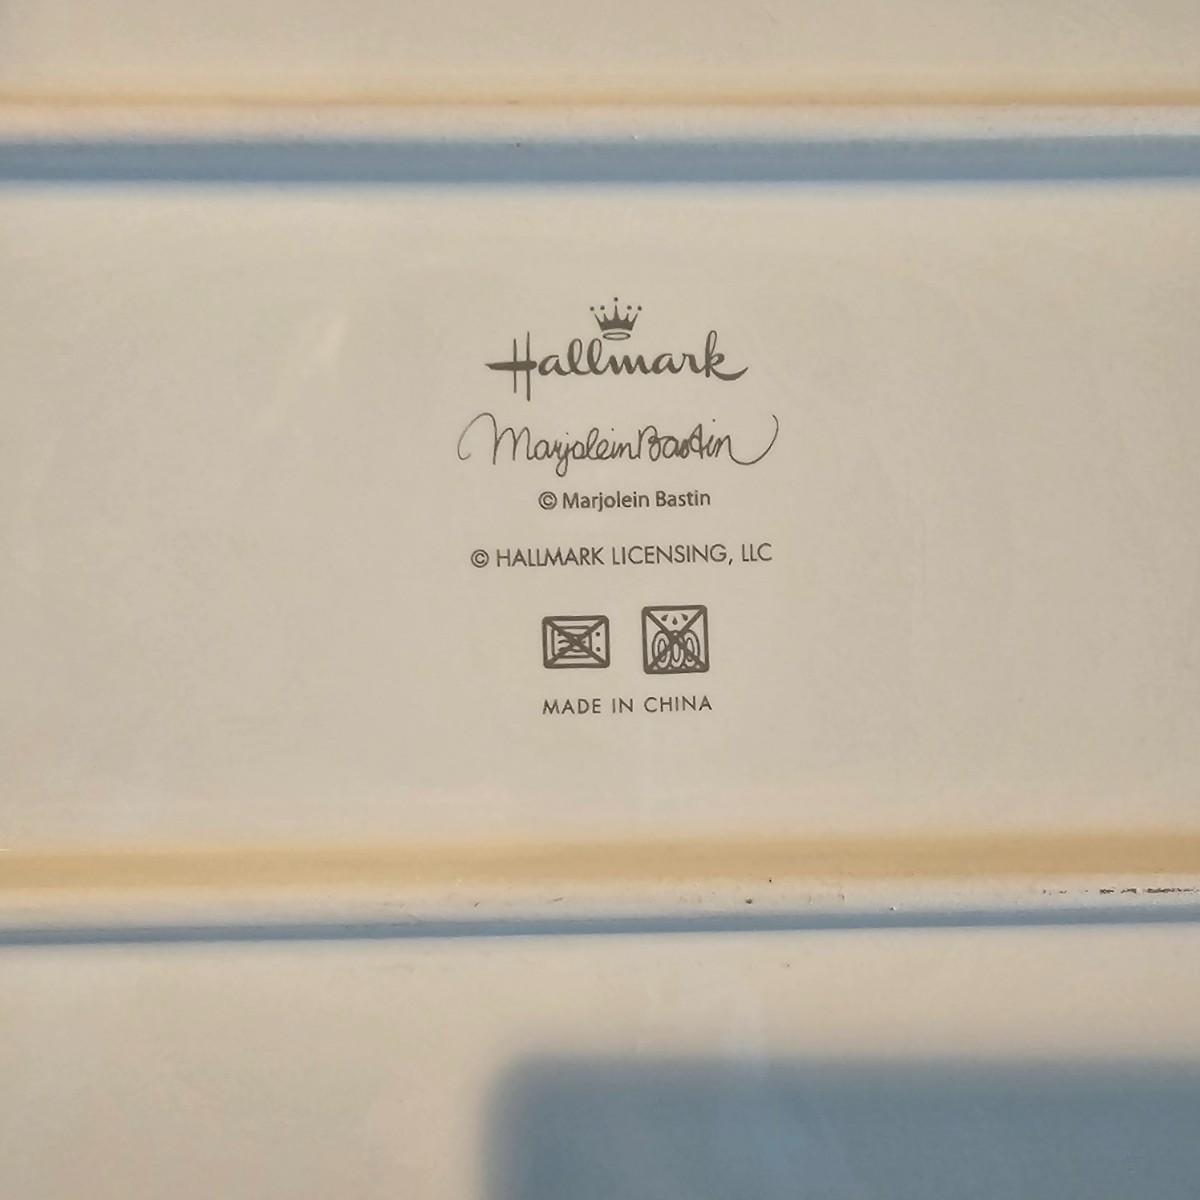 Hallmark
Marjolein Bastin
© Marjolein Bastin
© HALLMARK LICENSING, LLC
MADE IN CHINA